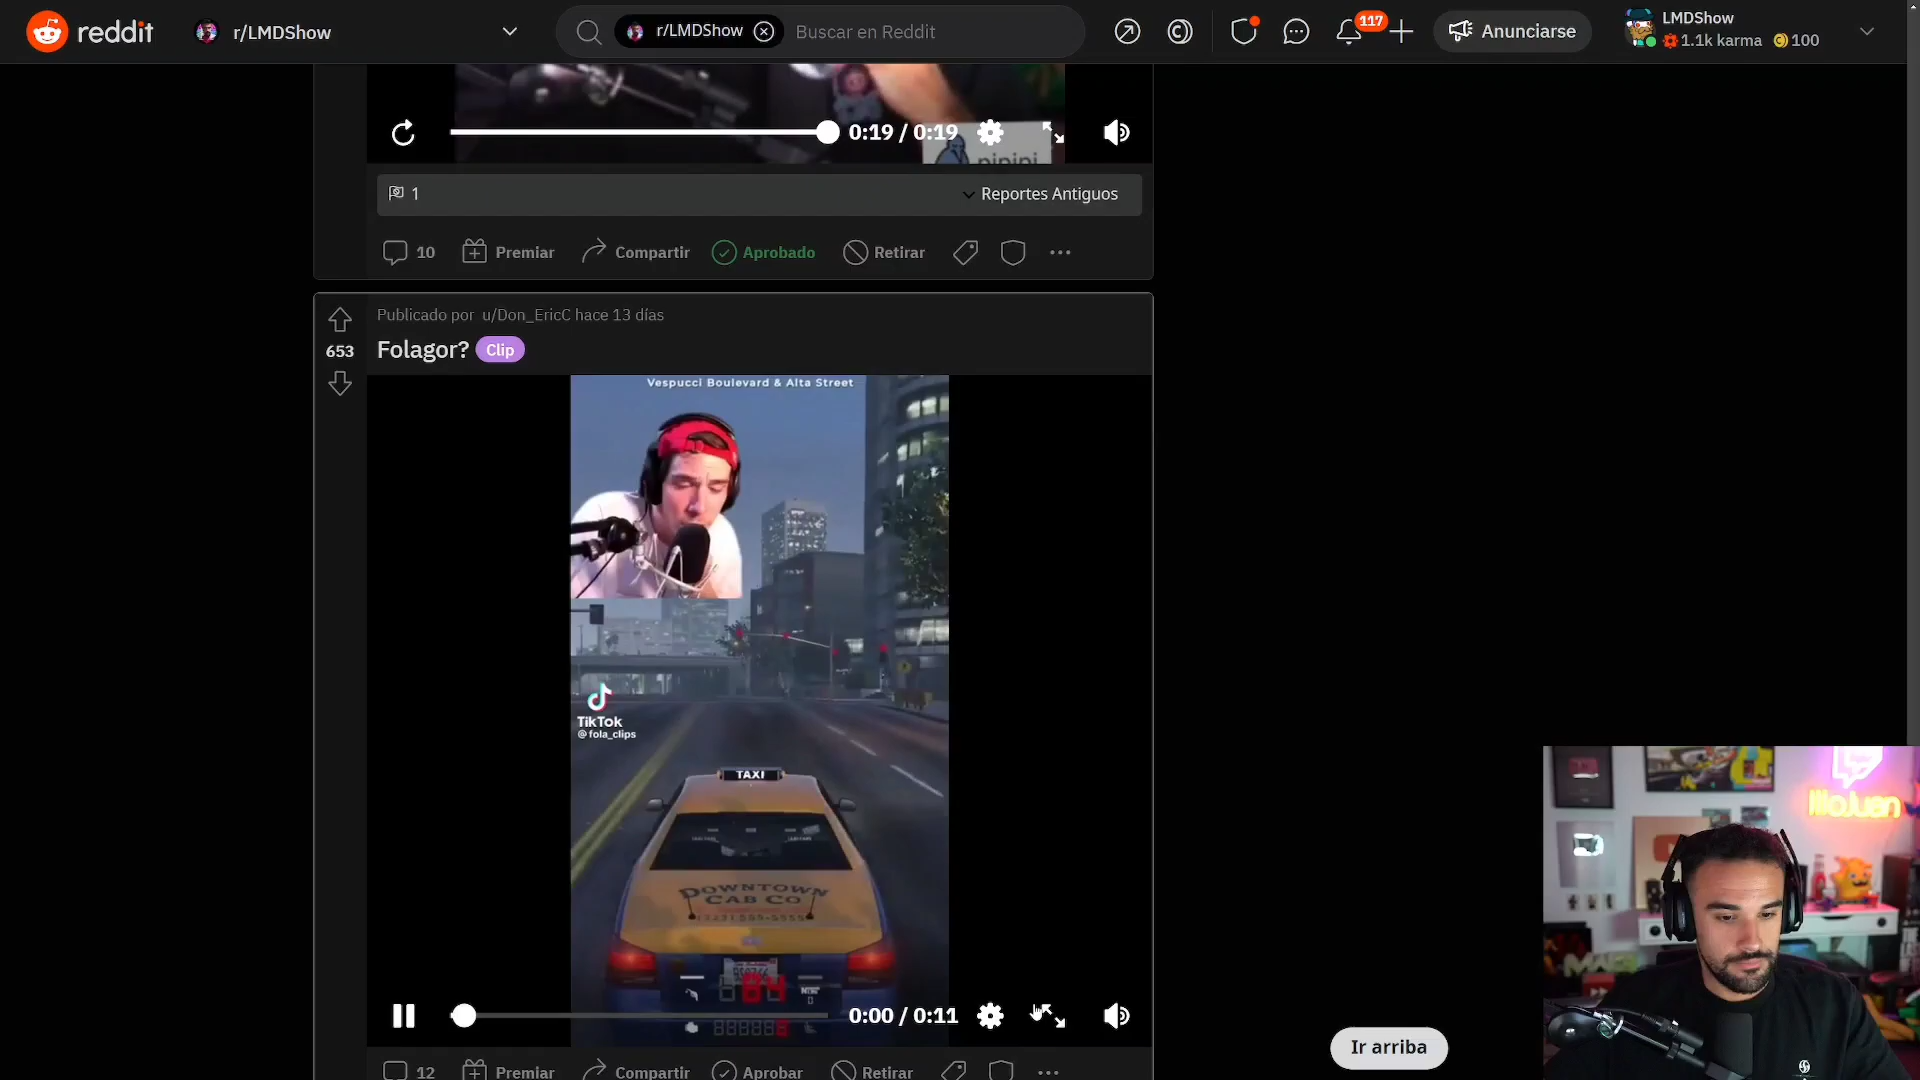 reddit
r/LMDShow
r/LMDShow
Buscar en Reddit
117
Anunciarse
LMDShow
1.1k karma
100
0:19 / 0:19
pipipi
1
Reportes Antiguos
10
Premiar
Compartir
Aprobado
Retirar
Publicado por u/Don_EricC hace 13 días
653
Folagor?
Clip
Vespucci Boulevard & Alta Street
TikTok
@fola_clips
TAXI
DOWNTOWN
CAB CO
84
0:00 / 0:11
12
Premiar
Compartir
Aprobar
Retirar
Ir arriba